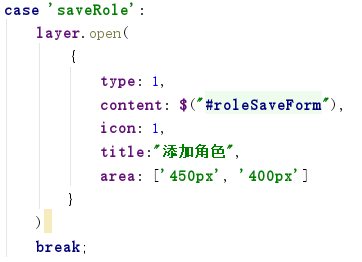 case 'saveRole':
layer.open(
{
type: 1,
content: $("#roleSaveForm"),
icon: 1,
title:"添加角色",
area: ['450px', '400px']
}
)
break;